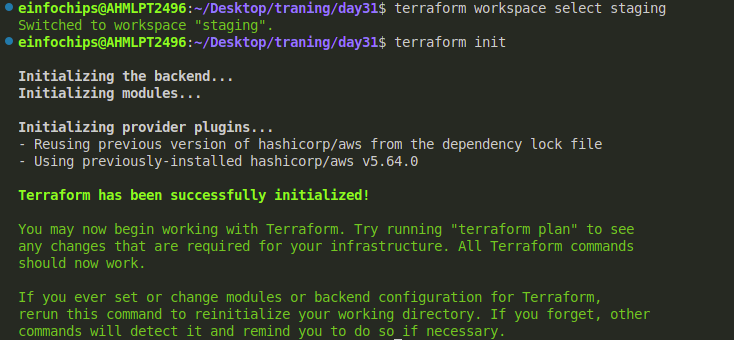 einfochips@AHMLPT2496:~/Desktop/traning/day31$ terraform workspace select staging
Switched to workspace "staging".
einfochips@AHMLPT2496:~/Desktop/traning/day31$ terraform init
Initializing the backend...
Initializing modules...
Initializing provider plugins...
- Reusing previous version of hashicorp/aws from the dependency lock file
- Using previously-installed hashicorp/aws v5.64.0
Terraform has been successfully initialized!
You may now begin working with Terraform. Try running "terraform plan" to see
any changes that are required for your infrastructure. All Terraform commands
should now work.
If you ever set or change modules or backend configuration for Terraform,
rerun this command to reinitialize your working directory. If you forget, other
commands will detect it and remind you to do so if necessary.